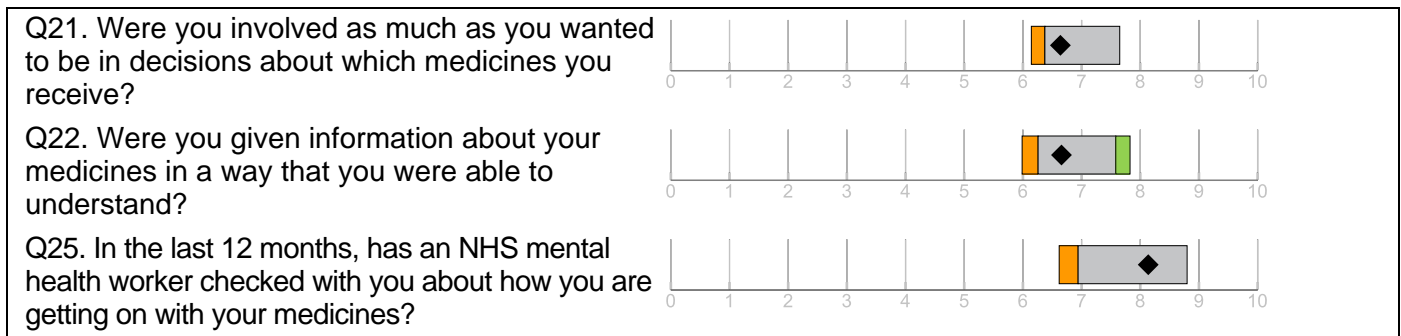 Q21. Were you involved as much as you wanted
to be in decisions about which medicines you
receive?
0 1 2 3 4 5 6 7 8 9 10
Q22. Were you given information about your
medicines in a way that you were able to
understand?
0 1 2 3 4 5 6 7 8 9 10
Q25. In the last 12 months, has an NHS mental
health worker checked with you about how you are
getting on with your medicines?
0 1 2 3 4 5 6 7 8 9 10